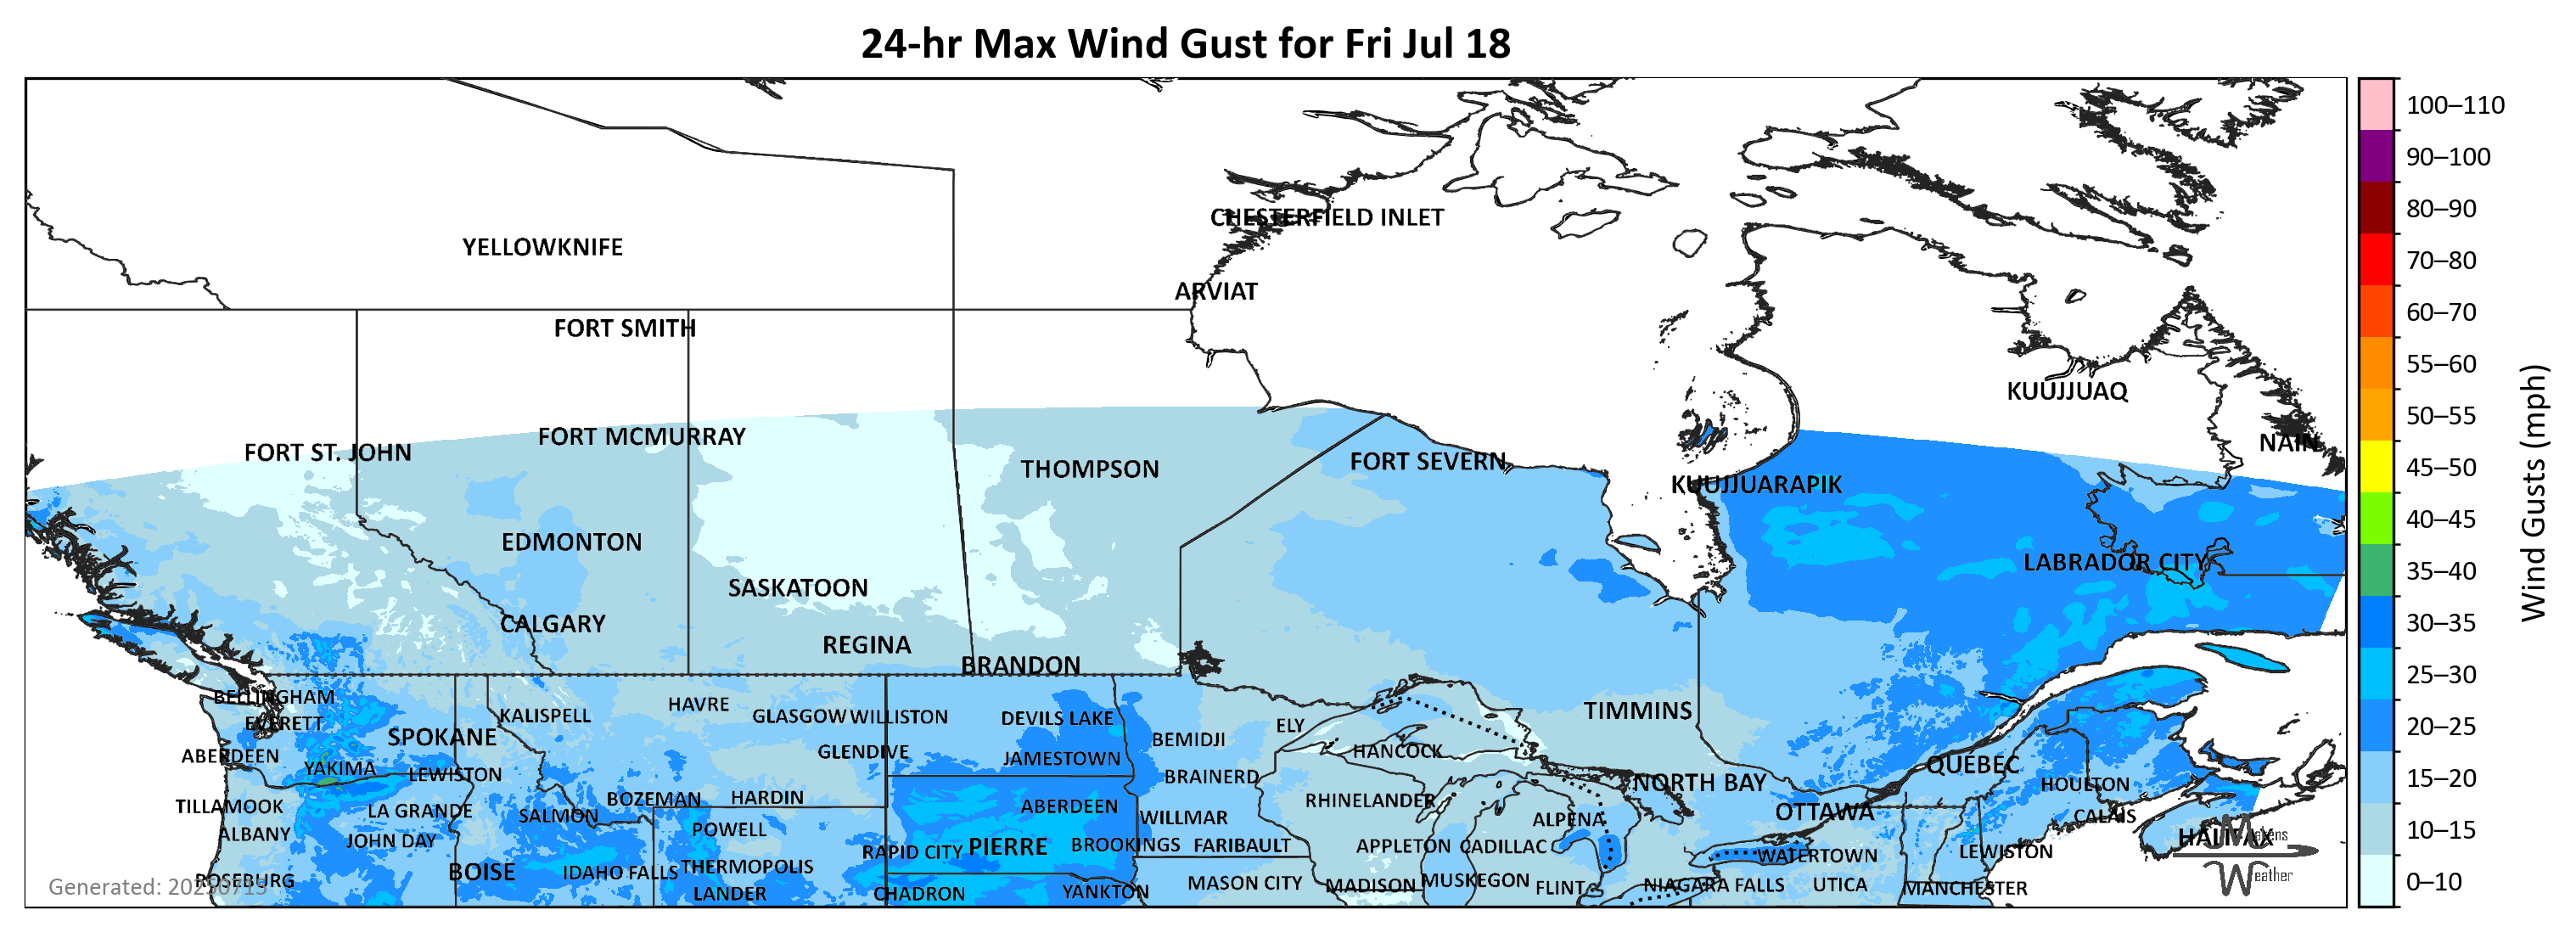 24-hr Max Wind Gust for Fri Jul 18
100–110
90–100
80–90
70–80
60–70
55–60
50–55
45–50
40–45
35–40
30–35
25–30
20–25
15–20
10–15
0–10
Wind Gusts (mph)
CHESTERFIELD INLET
YELLOWKNIFE
ARVIAT
FORT SMITH
KUUJJUAQ
FORT MCMURRAY
NAIN
FORT ST. JOHN
FORT SEVERN
THOMPSON
KUUJJUARAPIK
EDMONTON
LABRADOR CITY
SASKATOON
CALGARY
REGINA
BRANDON
BELLINGHAM
HAVRE
TIMMINS
KALISPELL
GLASGOW
WILLISTON
DEVILS LAKE
EVERETT
ELY
SPOKANE
BEMIDJI
GLENDIVE
HANCOCK
ABERDEEN
JAMESTOWN
QUEBEC
YAKIMA
LEWISTON
BRAINERD
NORTH BAY
HOULTON
BOZEMAN
HARDIN
RHINELANDER
TILLAMOOK
ABERDEEN
LA GRANDE
OTTAWA
SALMON
WILLMAR
CALAIS
ALPENA
POWELL
ALBANY
HALIFAX
Makens
JOHN DAY
PIERRE
BROOKINGS
FARIBAULT
APPLETON
CADILLAC
RAPID CITY
LEWISTON
WATERTOWN
THERMOPOLIS
BOISE
IDAHO FALLS
Weather
ROSEBURG
MUSKEGON
MASON CITY
MADISON
FLINT
NIAGARA FALLS
UTICA
MANCHESTER
LANDER
CHADRON
YANKTON
Generated: 20250715